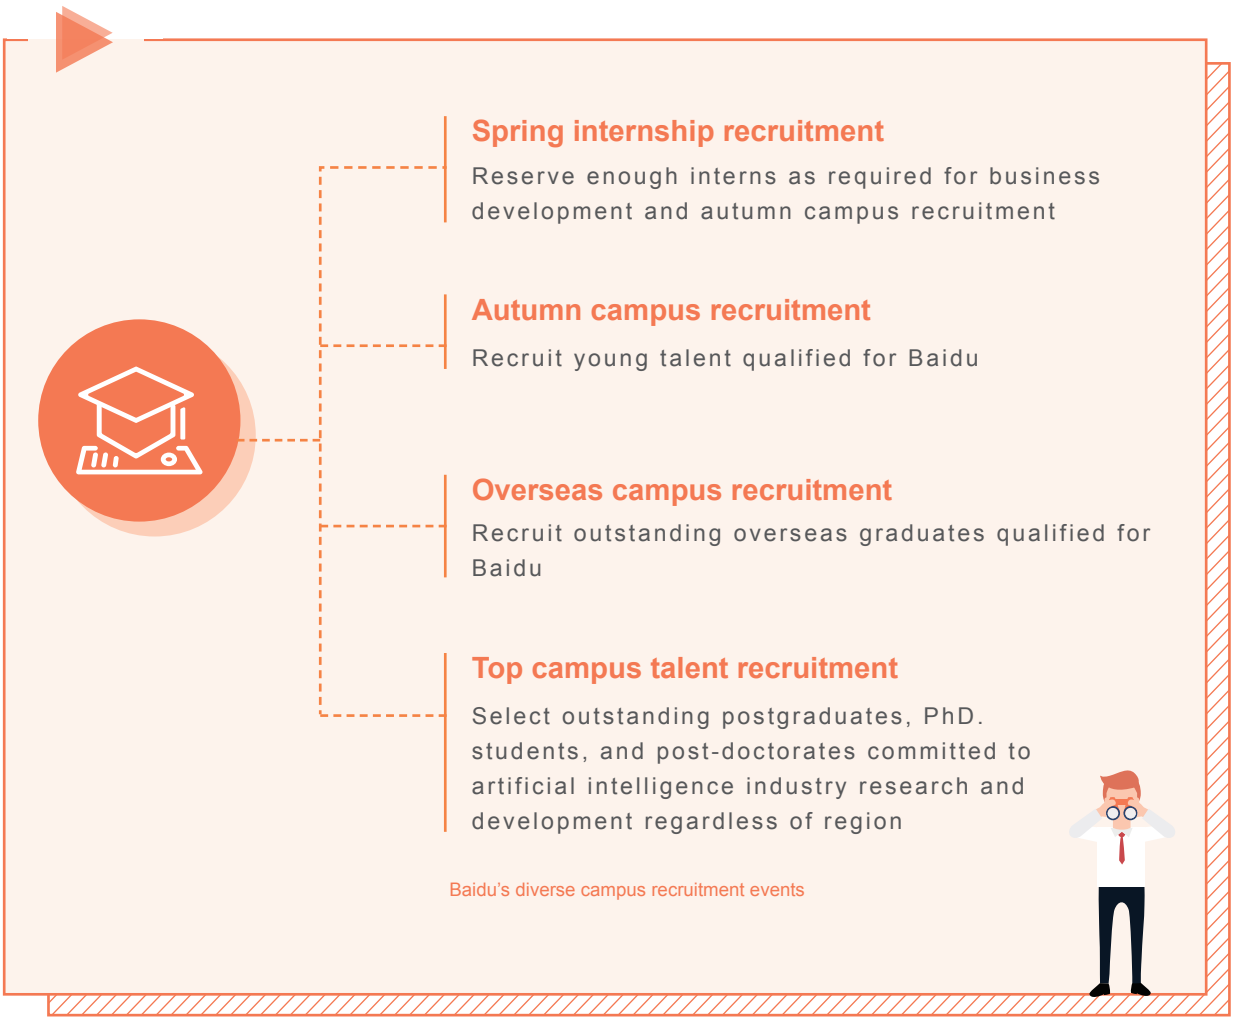 Spring internship recruitment
Reserve enough interns as required for business
development and autumn campus recruitment
Autumn campus recruitment
Recruit young talent qualified for Baidu
Overseas campus recruitment
Recruit outstanding overseas graduates qualified for
Baidu
Top campus talent recruitment
Select outstanding postgraduates, PhD.
students, and post-doctorates committed to
artificial intelligence industry research and
development regardless of region
Baidu’s diverse campus recruitment events